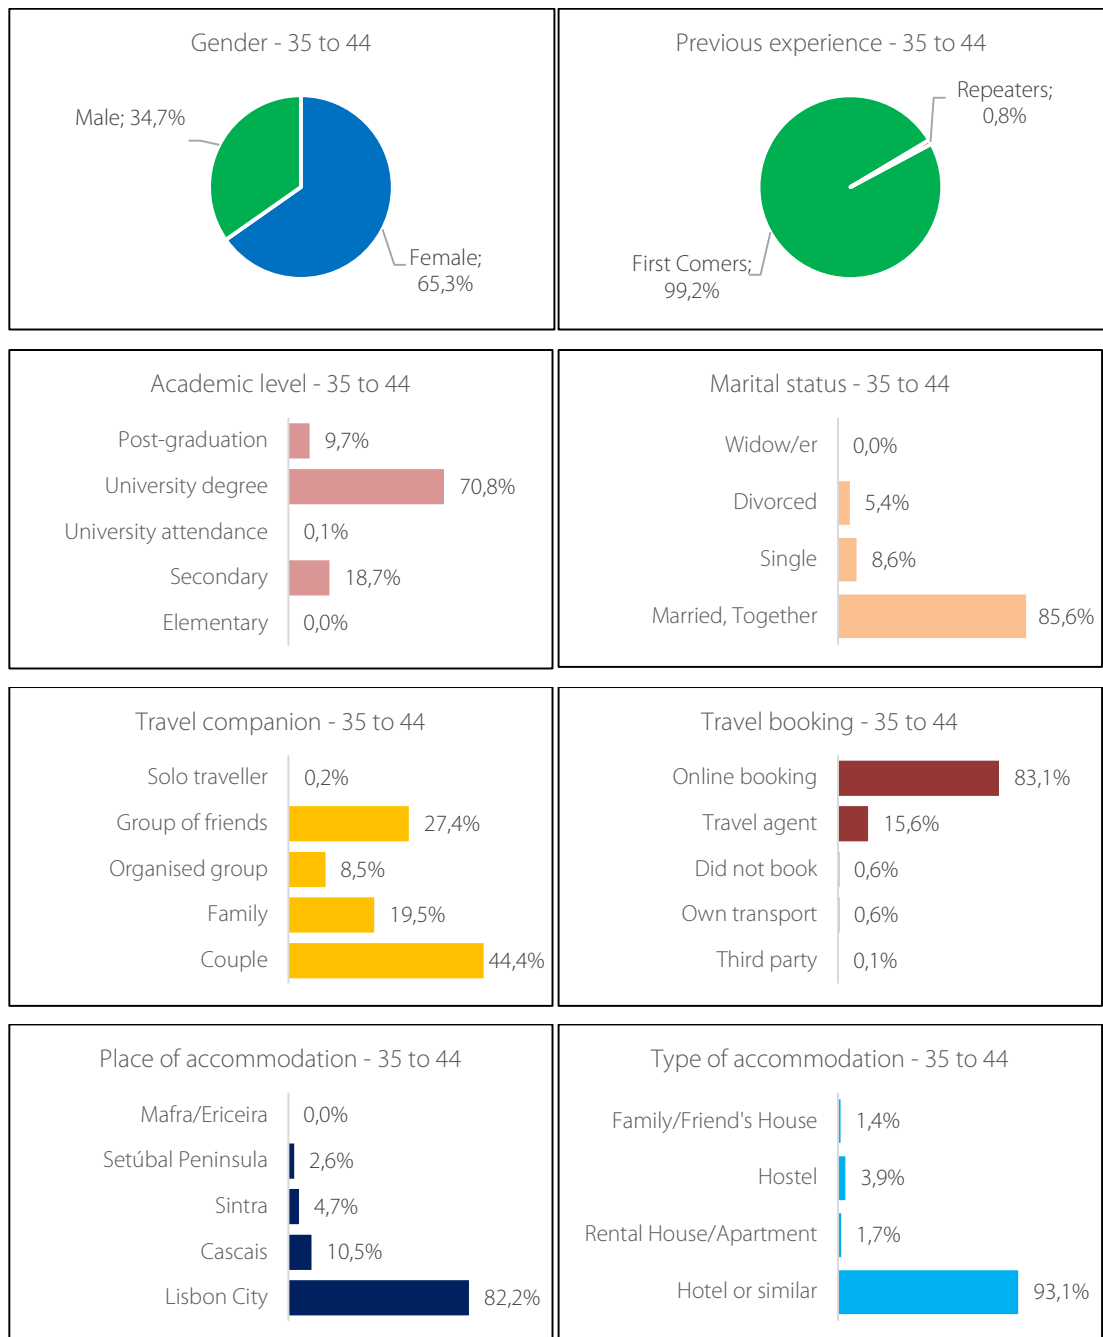 Gender - 35 to 44
Male; 34,7%
Female;
65,3%
Previous experience - 35 to 44
Repeaters;
0,8%
First Comers;
99,2%
Academic level - 35 to 44
Post-graduation 9,7%
University degree 70,8%
University attendance 0,1%
Secondary 18,7%
Elementary 0,0%
Marital status - 35 to 44
Widow/er 0,0%
Divorced 5,4%
Single 8,6%
Married, Together 85,6%
Travel companion - 35 to 44
Solo traveller 0,2%
Group of friends 27,4%
Organised group 8,5%
Family 19,5%
Couple 44,4%
Travel booking - 35 to 44
Online booking 83,1%
Travel agent 15,6%
Did not book 0,6%
Own transport 0,6%
Third party 0,1%
Place of accommodation - 35 to 44
Mafra/Ericeira 0,0%
Setúbal Peninsula 2,6%
Sintra 4,7%
Cascais 10,5%
Lisbon City 82,2%
Type of accommodation - 35 to 44
Family/Friend's House 1,4%
Hostel 3,9%
Rental House/Apartment 1,7%
Hotel or similar 93,1%